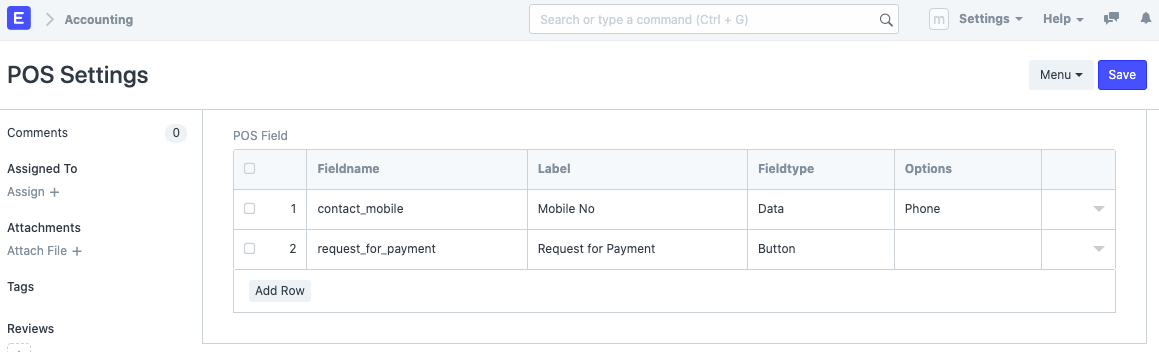 E Accounting Search or type a command (Ctrl + G) m Settings Help
POS Settings Menu Save
Comments 0
Assigned To
Assign +
Attachments
Attach File +
Tags
Reviews
POS Field
Fieldname Label Fieldtype Options
1 contact_mobile Mobile No Data Phone
2 request_for_payment Request for Payment Button
Add Row